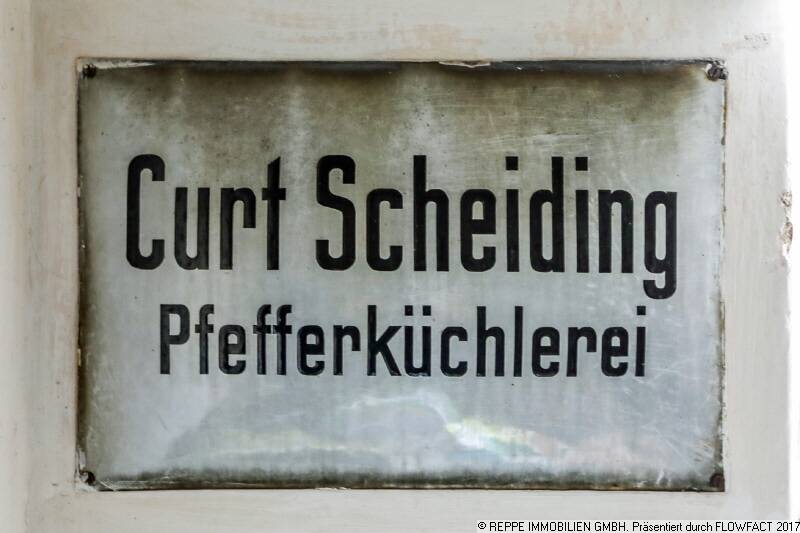 Curt Scheiding
Pfefferküchlerei
© REPPE IMMOBILIEN GMBH. Präsentiert durch FLOWFACT 2017